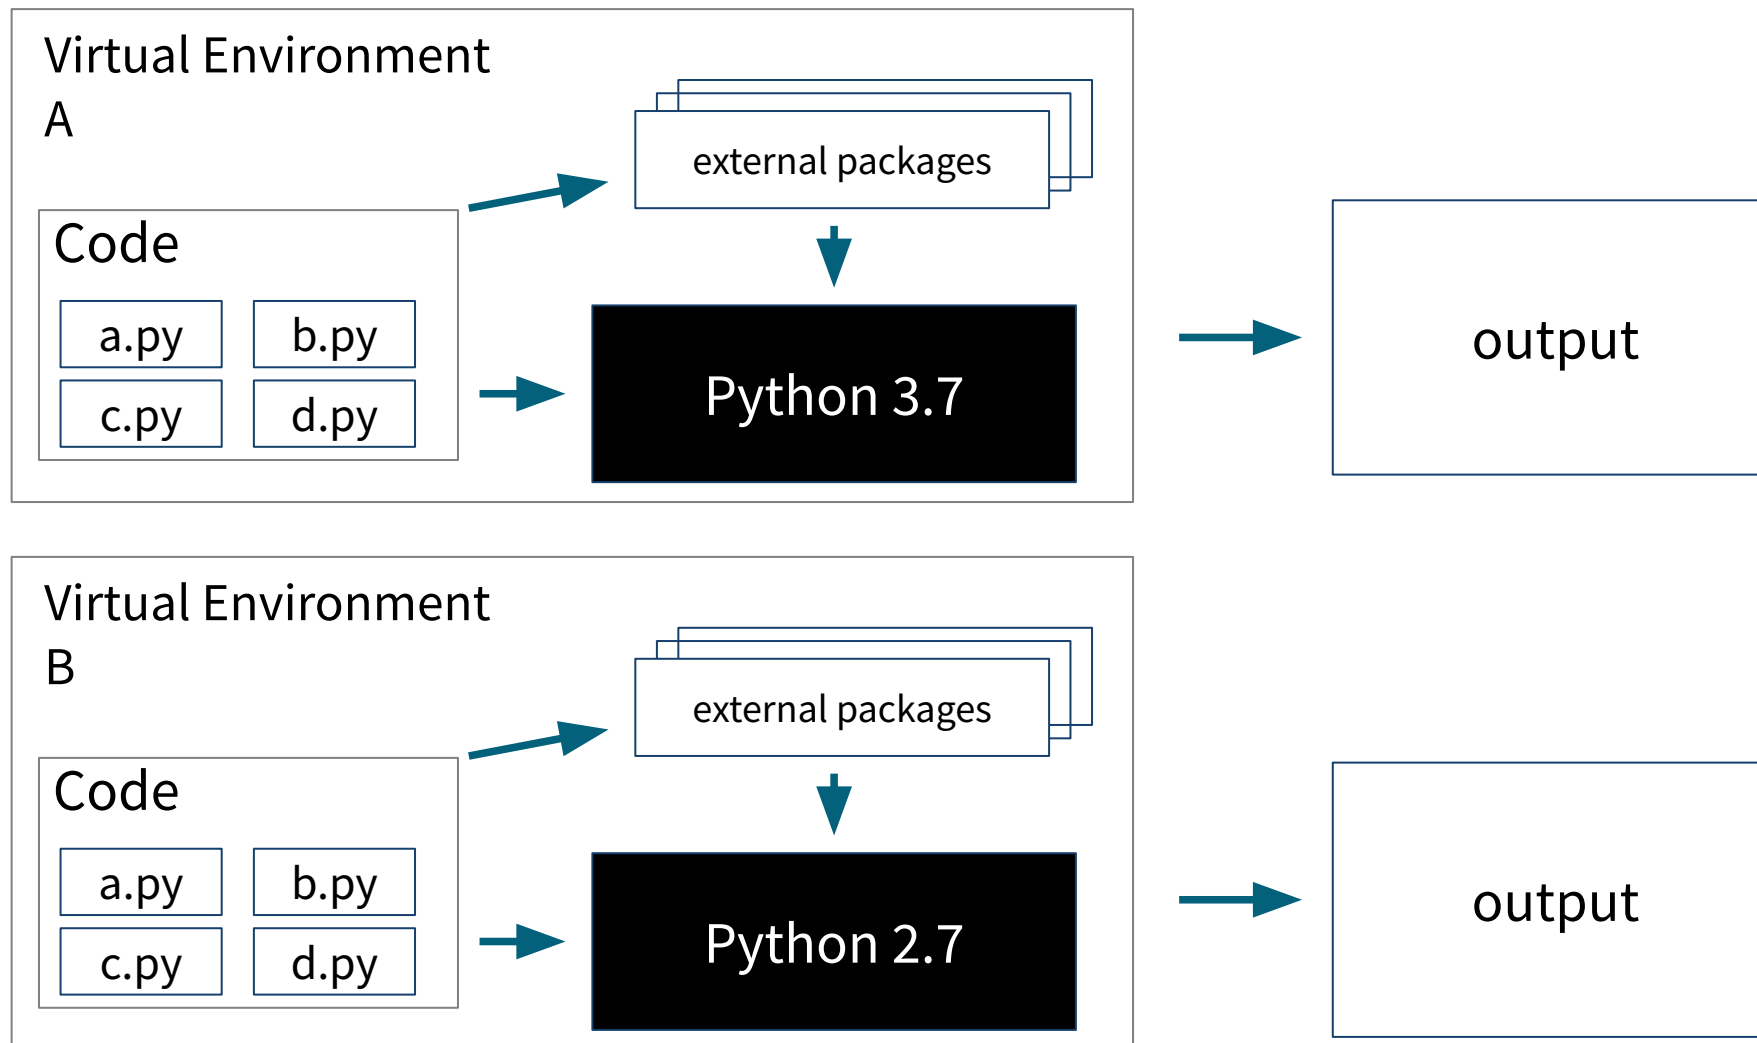 Virtual Environment
A
external packages
Code
a.py
b.py
c.py
d.py
Python 3.7
output
Virtual Environment
B
external packages
Code
a.py
b.py
c.py
d.py
Python 2.7
output